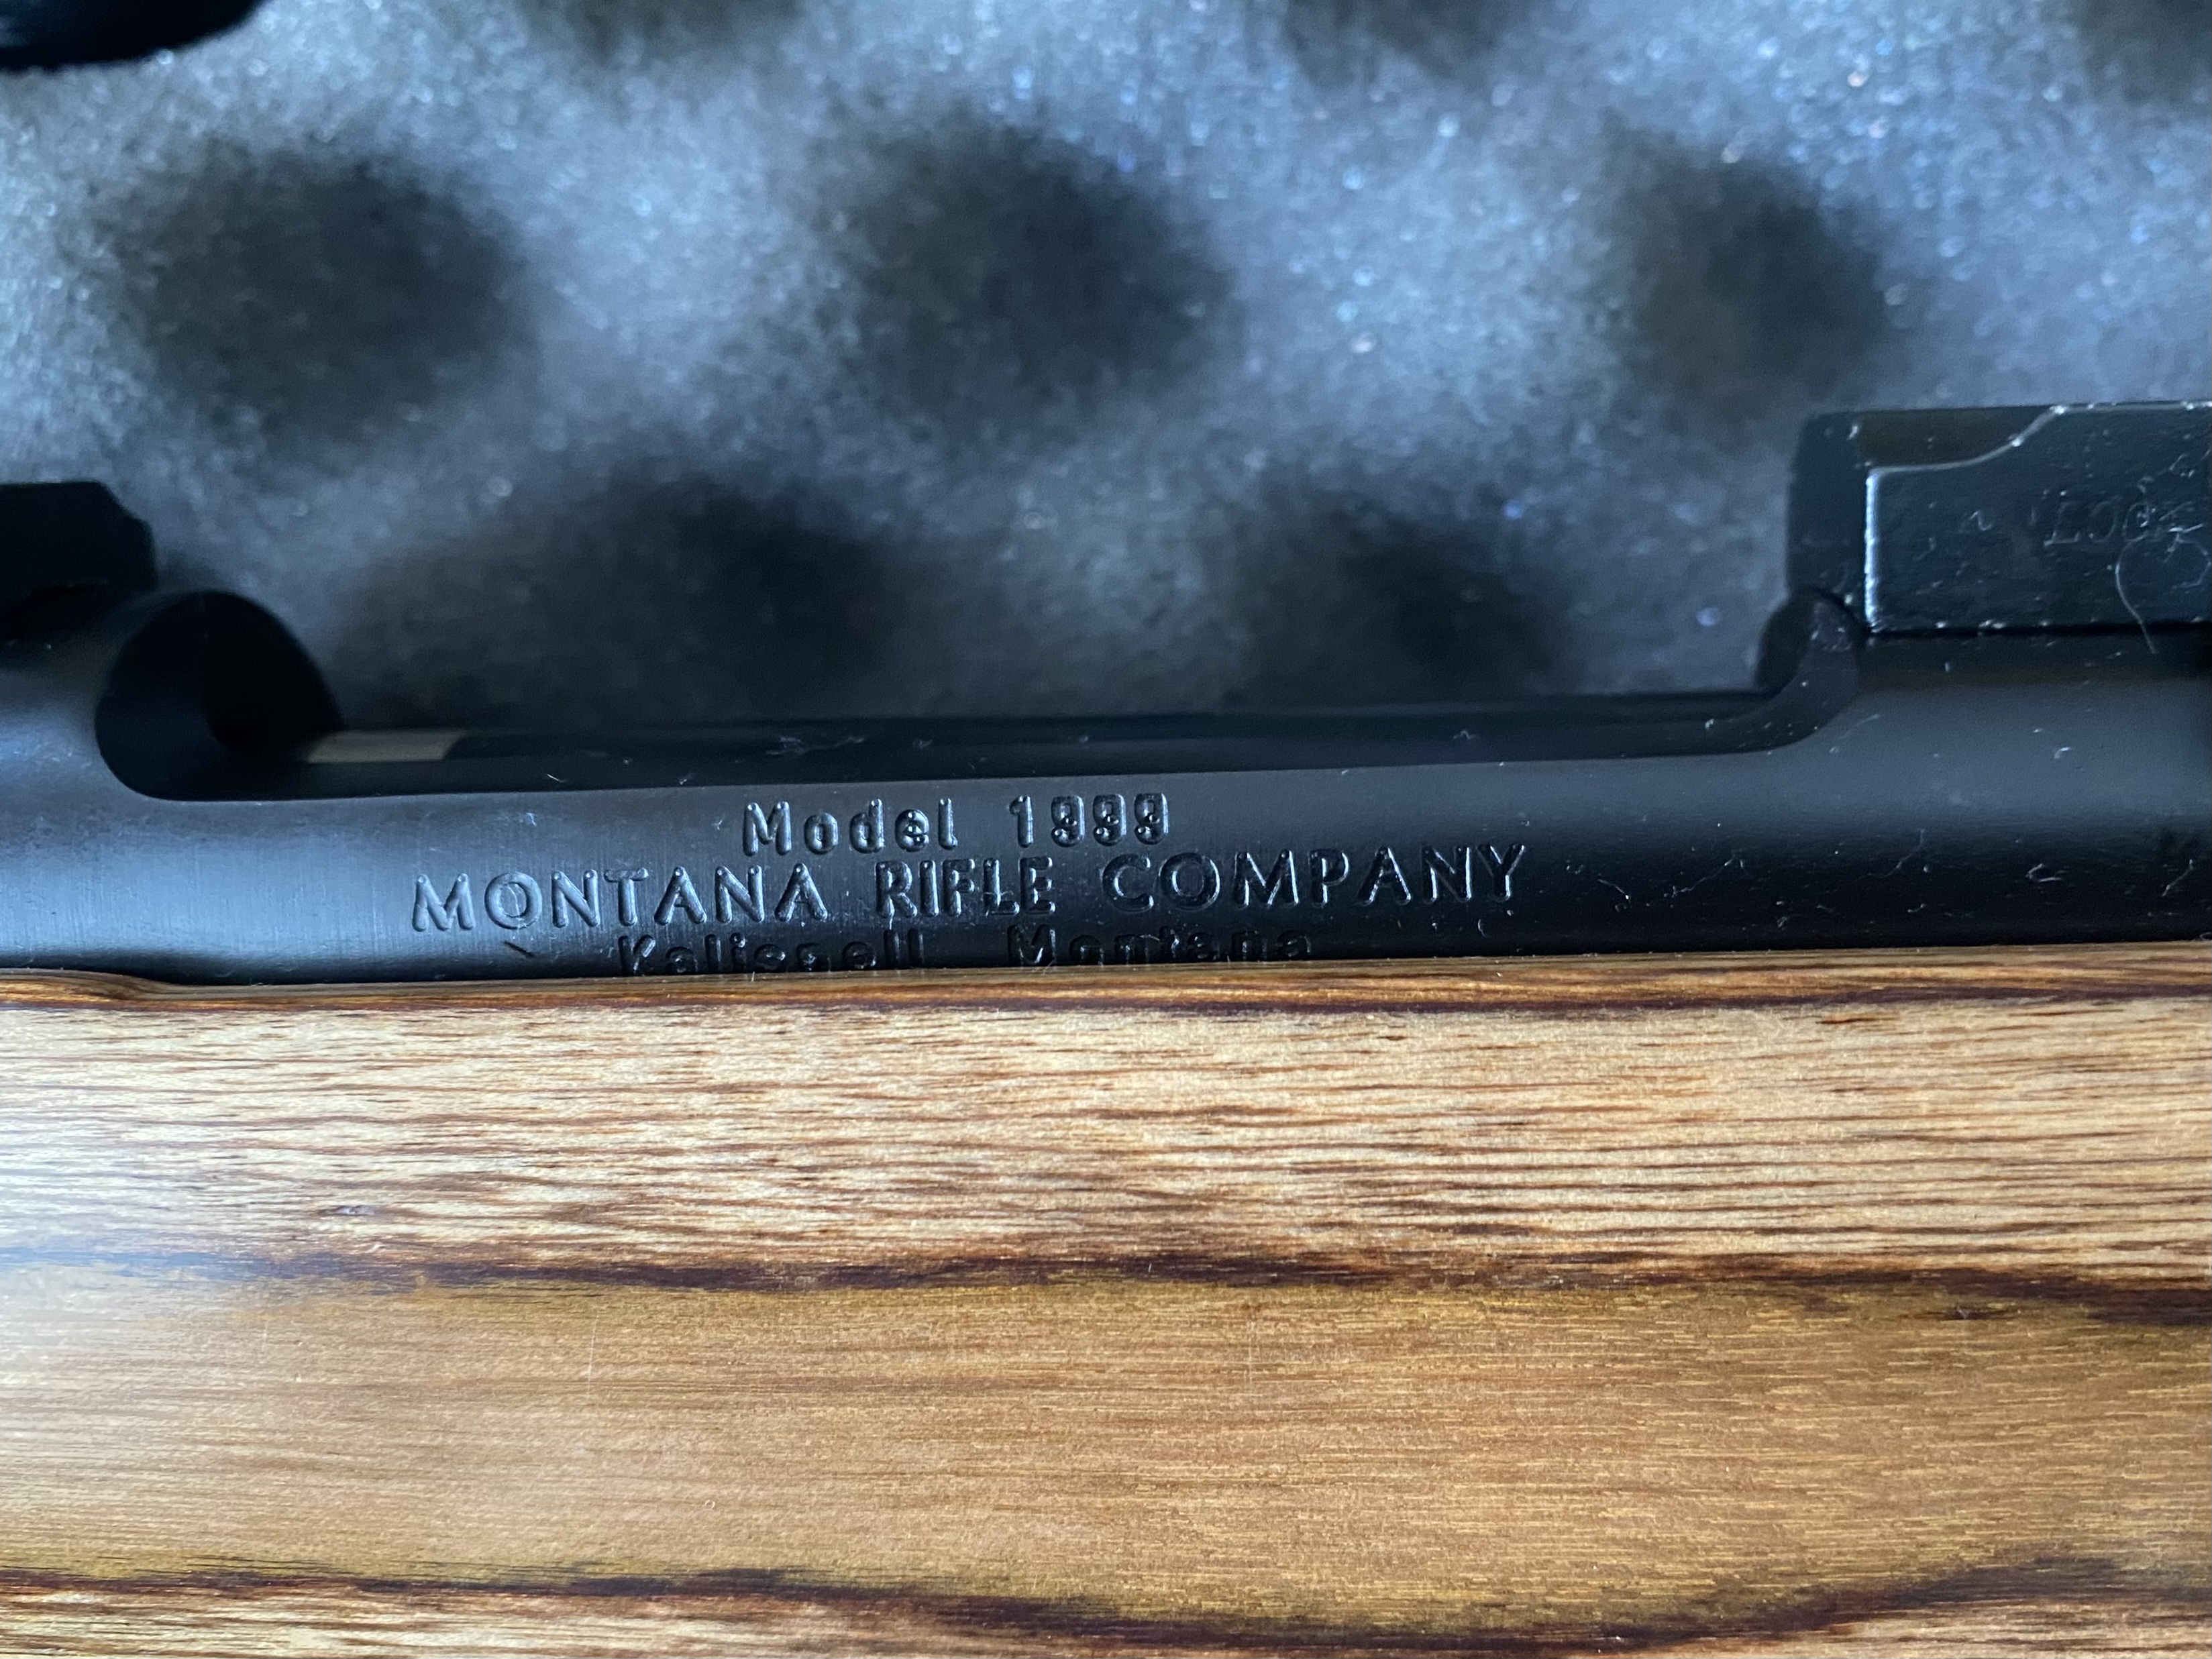 Model 1999
MONTANA RIFLE COMPANY
Kalispell, Montana